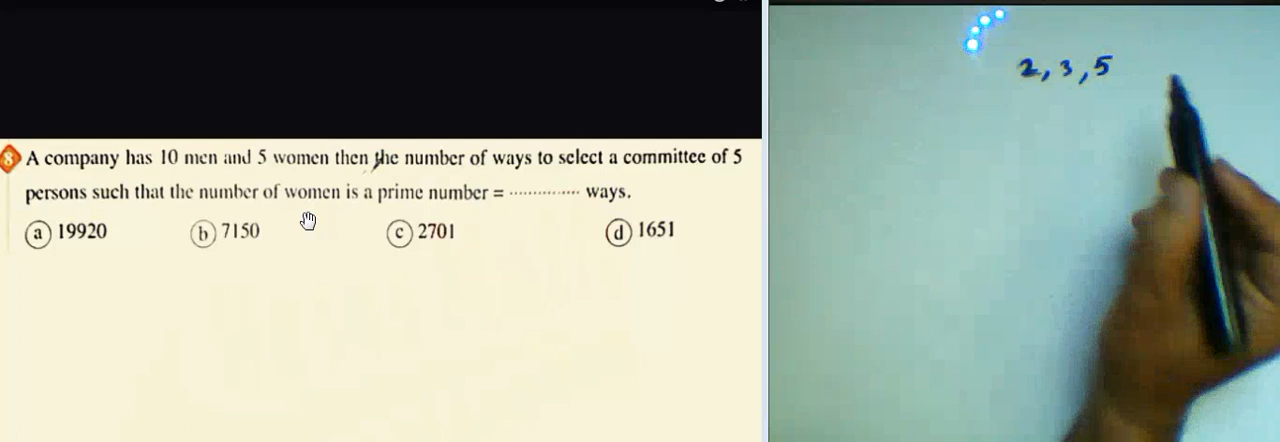 8 A company has 10 men and 5 women then the number of ways to select a committee of 5
persons such that the number of women is a prime number = ............... ways.
a 19920 b 7150 c 2701 d 1651
2, 3, 5